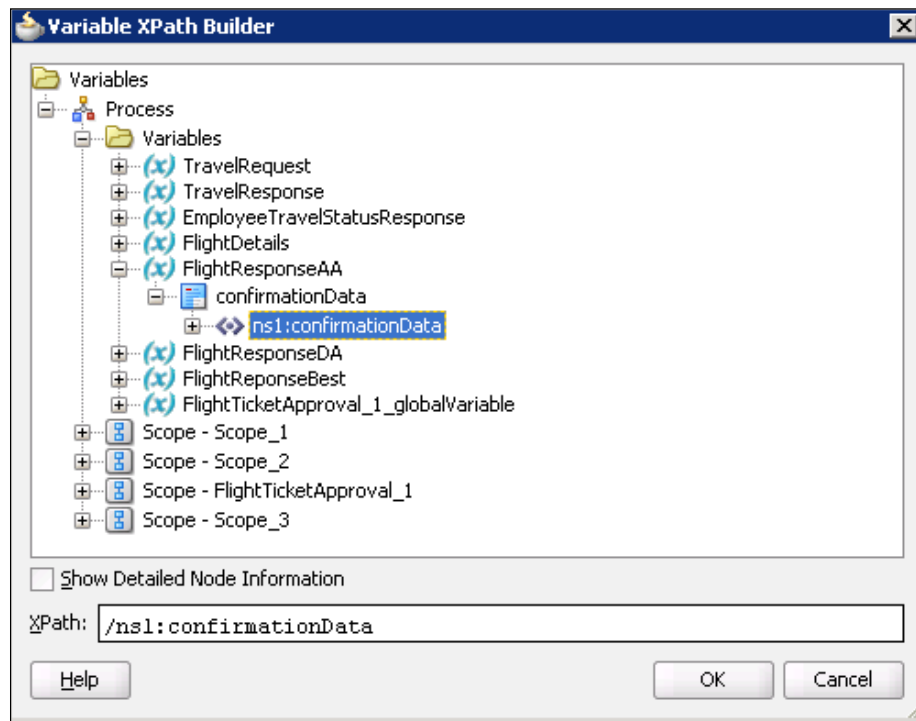 Variable XPath Builder
Variables
Process
Variables
(x) TravelRequest
(x) TravelResponse
(x) EmployeeTravelStatusResponse
(x) FlightDetails
(x) FlightResponseAA
confirmationData
ns1:confirmationData
(x) FlightResponseDA
(x) FlightReponseBest
(x) FlightTicketApproval_1_globalVariable
Scope - Scope_1
Scope - Scope_2
Scope - FlightTicketApproval_1
Scope - Scope_3
Show Detailed Node Information
XPath: /ns1:confirmationData
Help OK Cancel